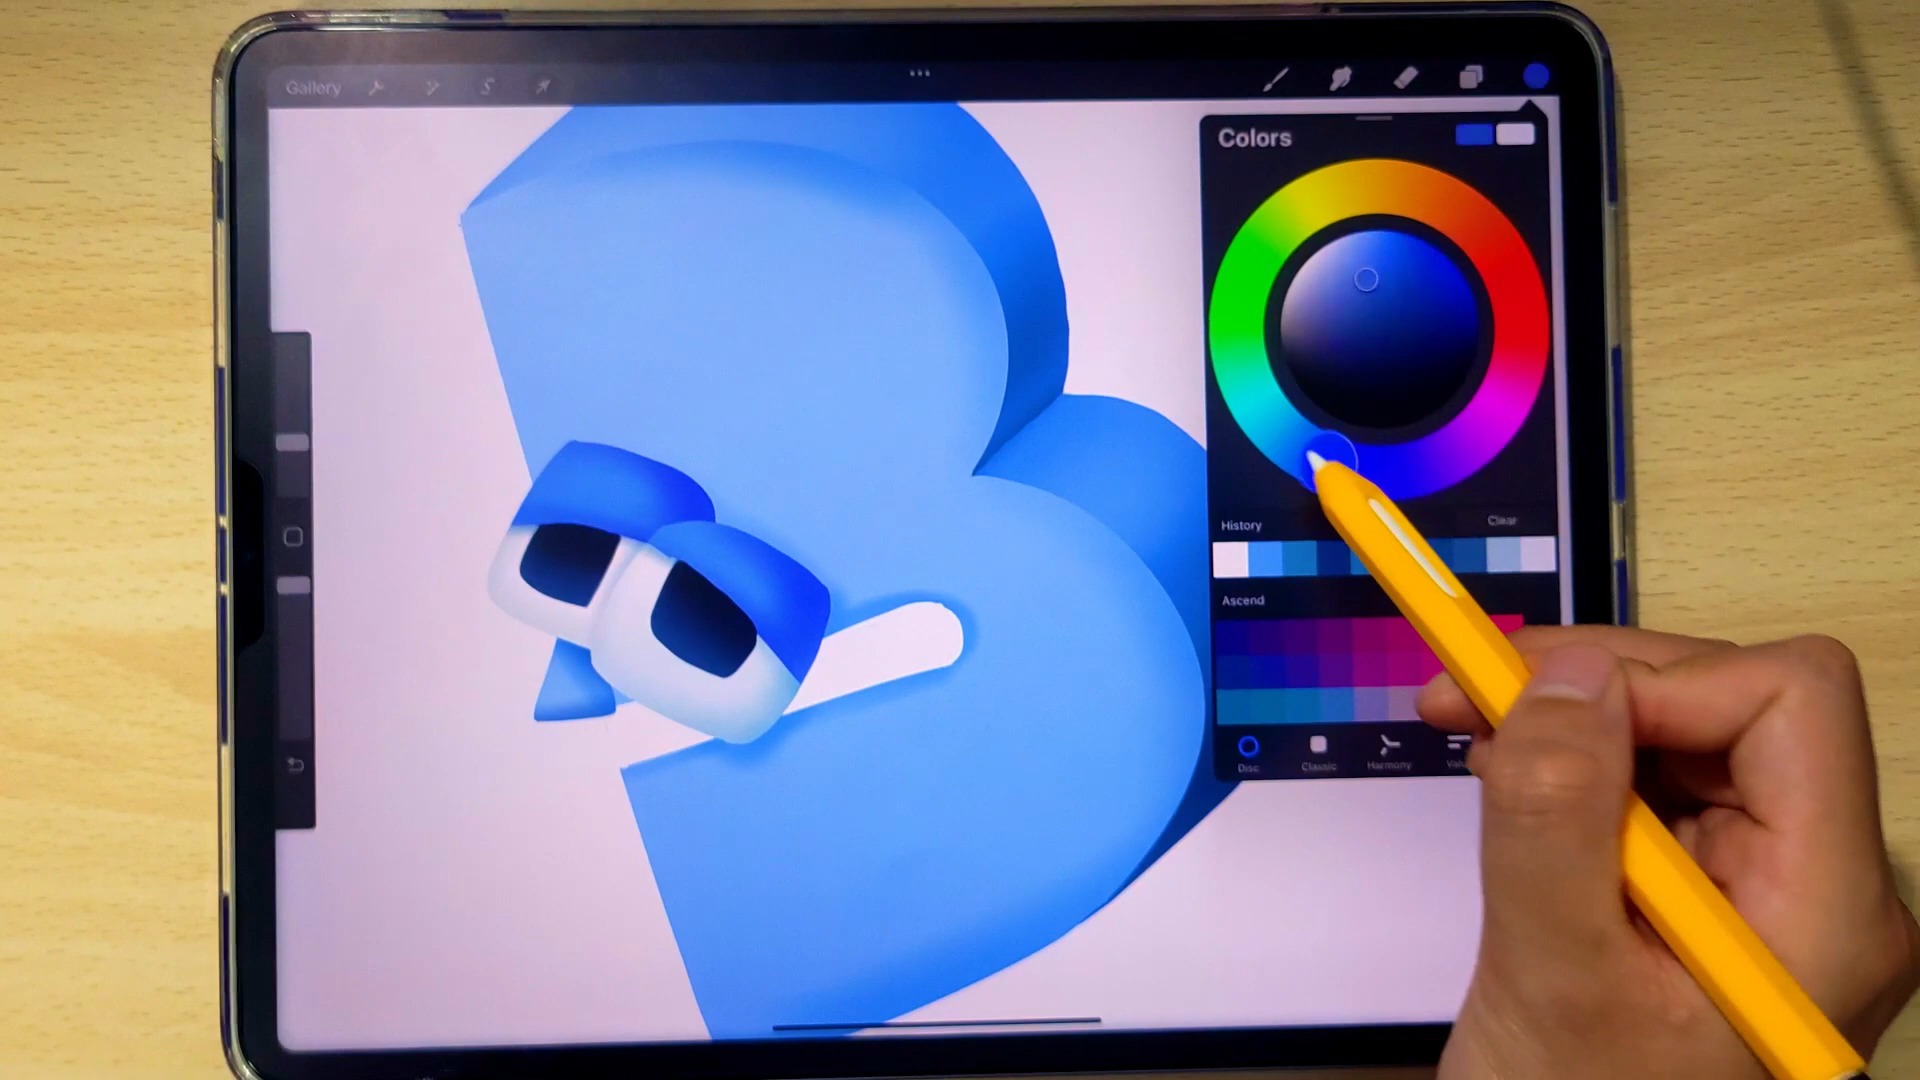 Gallery
Colors
History
Clear
Ascend
Disc
Classic
Harmony